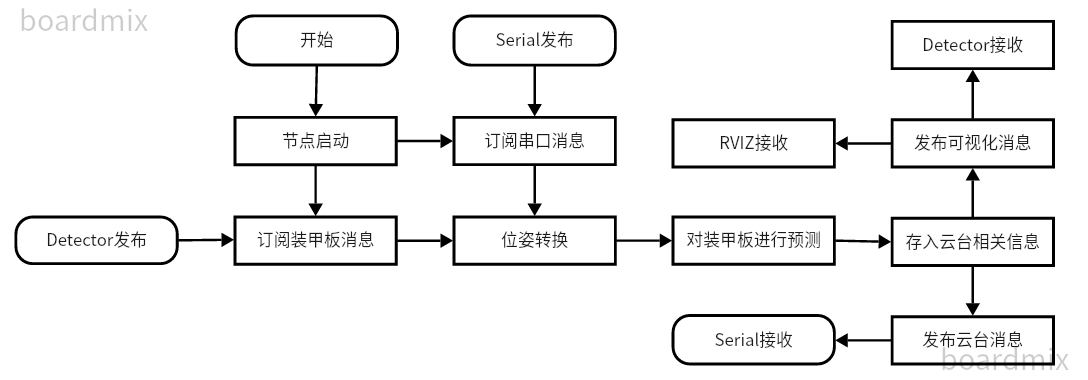 boardmix
开始
Serial发布
Detector接收
节点启动
订阅串口消息
RVIZ接收
发布可视化消息
Detector发布
订阅装甲板消息
位姿转换
对装甲板进行预测
存入云台相关信息
Serial接收
发布云台消息
boardmix